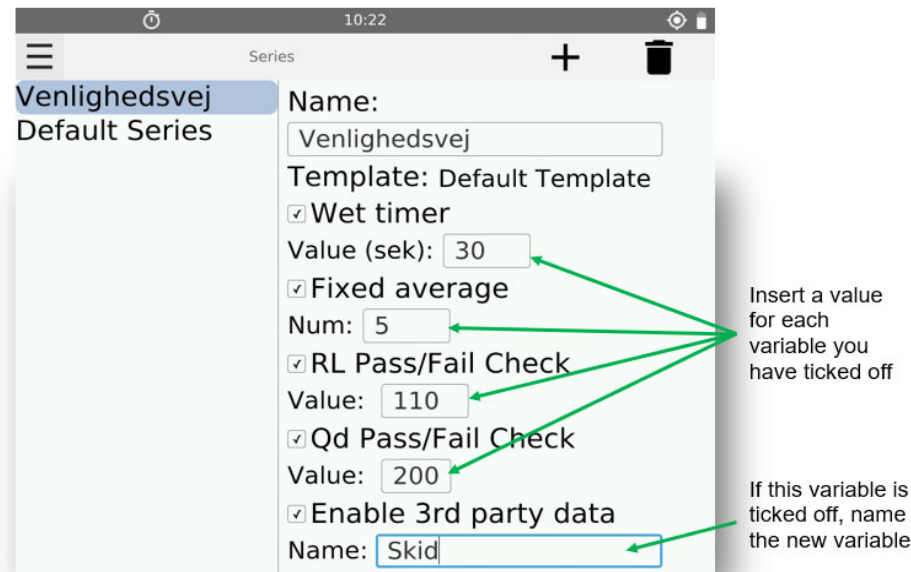 10:22
Series
Venlighedsvej
Default Series
Name:
Venlighedsvej
Template: Default Template
Wet timer
Value (sek): 30
Fixed average
Num: 5
RL Pass/Fail Check
Value: 110
Qd Pass/Fail Check
Value: 200
Enable 3rd party data
Name: Skid
Insert a value
for each
variable you
have ticked off
If this variable is
ticked off, name
the new variable